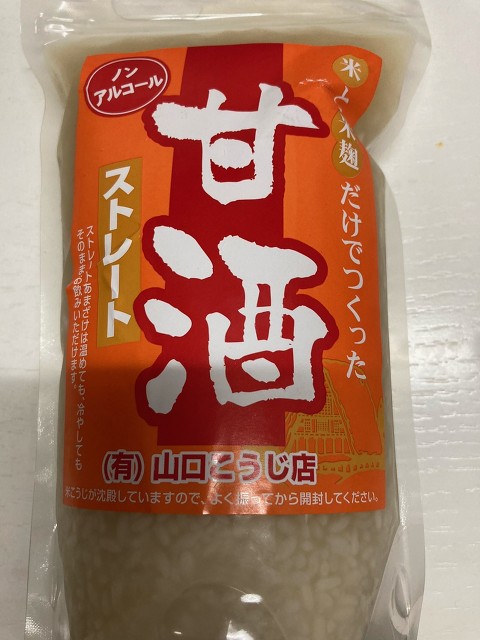 ノン
アルコール
米と米麹だけでつくった
甘酒
ストレート
ストレートあまざけは温めても、冷やしても
そのままお飲みいただけます。
（有）山口こうじ店
米こうじが沈殿していますので、よく振ってから開封してください。